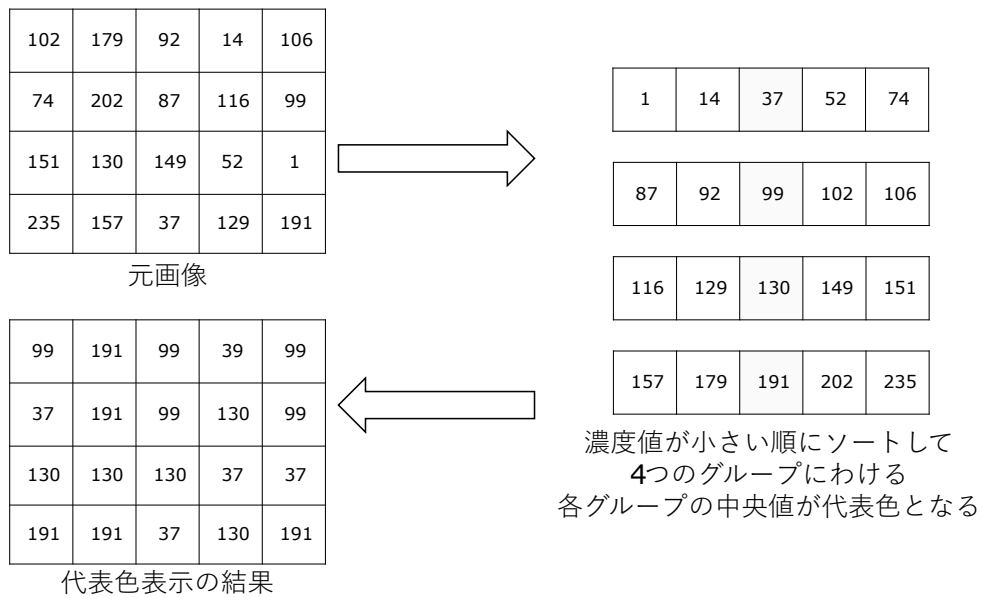 102 179 92 14 106
74 202 87 116 99
151 130 149 52 1
235 157 37 129 191
元画像
1 14 37 52 74
87 92 99 102 106
116 129 130 149 151
157 179 191 202 235
濃度値が小さい順にソートして
4つのグループにわける
各グループの中央値が代表色となる
99 191 99 39 99
37 191 99 130 99
130 130 130 37 37
191 191 37 130 191
代表色表示の結果